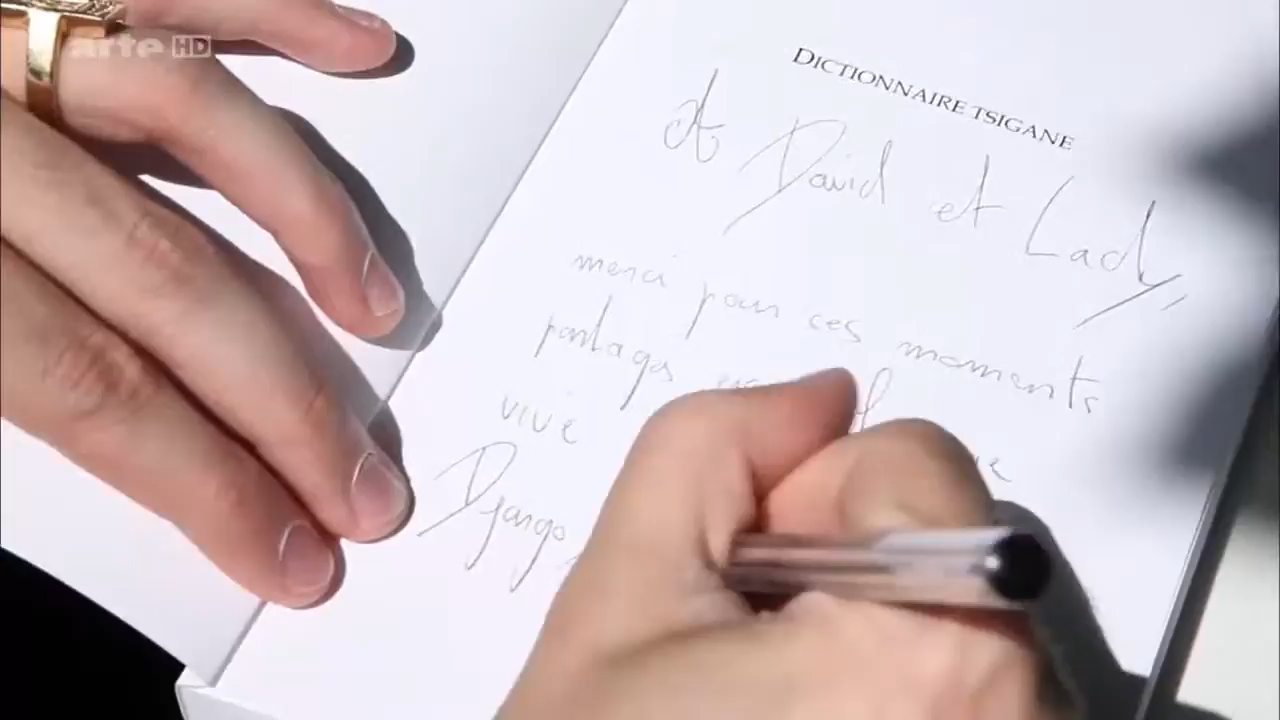 arte HD
DICTIONNAIRE TSIGANE
A David et Lady,
merci pour ces moments
partagés
vive
Django,